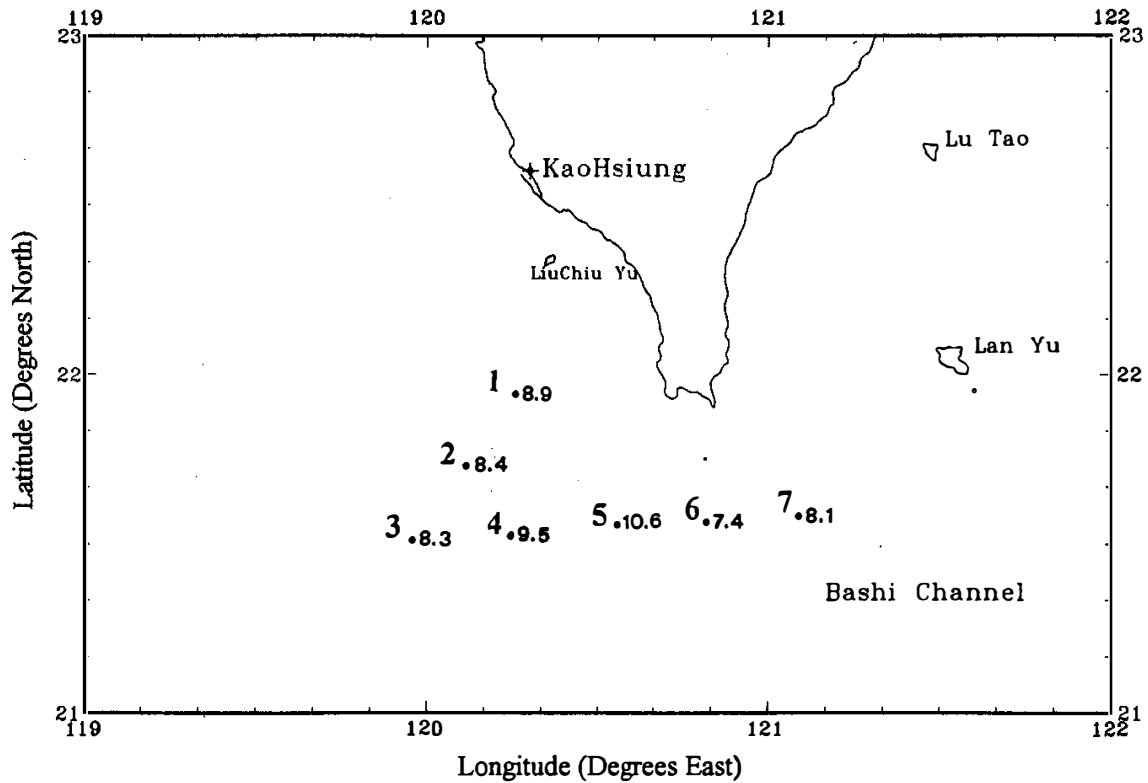 119 120 121 122
23 23
Lu Tao
KaoHsiung
LiuChiu Yu
Lan Yu
22 22
1 8.9
2 8.4
3 8.3
4 9.5
5 10.6
6 7.4
7 8.1
Bashi Channel
21 21
119 120 121 122
Latitude (Degrees North)
Longitude (Degrees East)